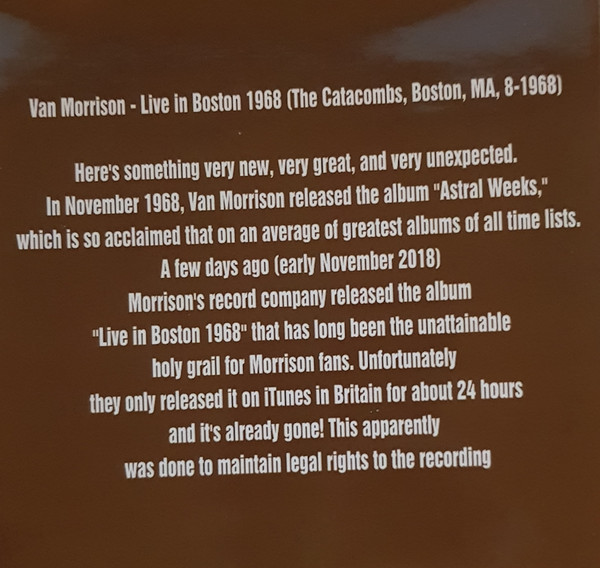 Van Morrison - Live in Boston 1968 (The Catacombs, Boston, MA, 8-1968)
Here's something very new, very great, and very unexpected.
In November 1968, Van Morrison released the album "Astral Weeks,"
which is so acclaimed that on an average of greatest albums of all time lists.
A few days ago (early November 2018)
Morrison's record company released the album
"Live in Boston 1968" that has long been the unattainable
holy grail for Morrison fans. Unfortunately
they only released it on iTunes in Britain for about 24 hours
and it's already gone! This apparently
was done to maintain legal rights to the recording